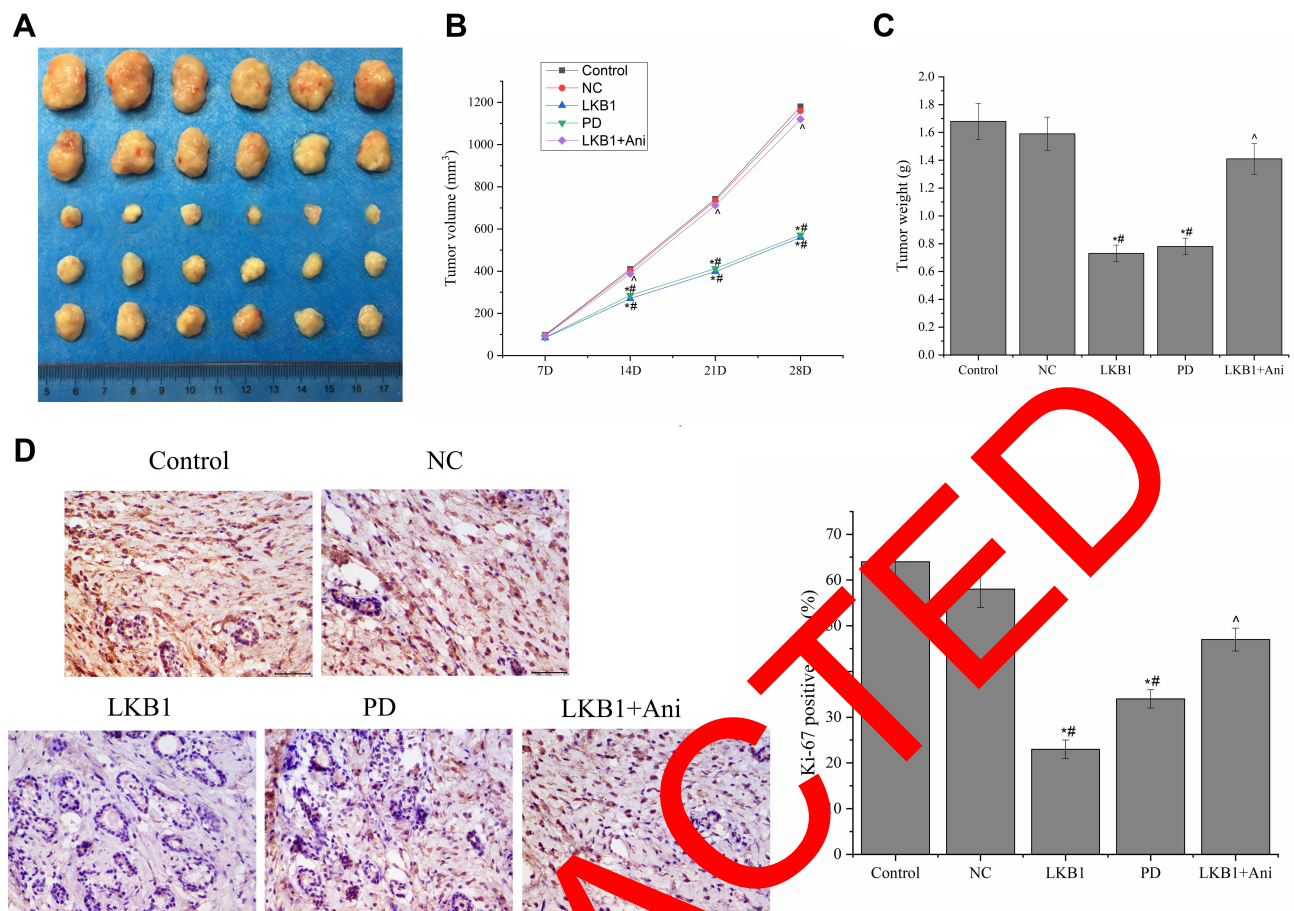 A
5 6 7 8 9 10 11 12 13 14 15 16 17
B
Control
NC
LKB1
PD
LKB1+Ani
Tumor volume (mm³)
1200
1000
800
600
400
200
0
7D 14D 21D 28D
^
^
^
*#
*#
*#
*#
*#
*#
C
Tumor weight (g)
2.0
1.8
1.6
1.4
1.2
1.0
0.8
0.6
0.4
0.2
0.0
*# *# ^
Control NC LKB1 PD LKB1+Ani
D
Control NC
LKB1 PD LKB1+Ani
Ki-67 positive (%)
70
60
50
30
20
10
0
*# *# ^
Control NC LKB1 PD LKB1+Ani
ACTED